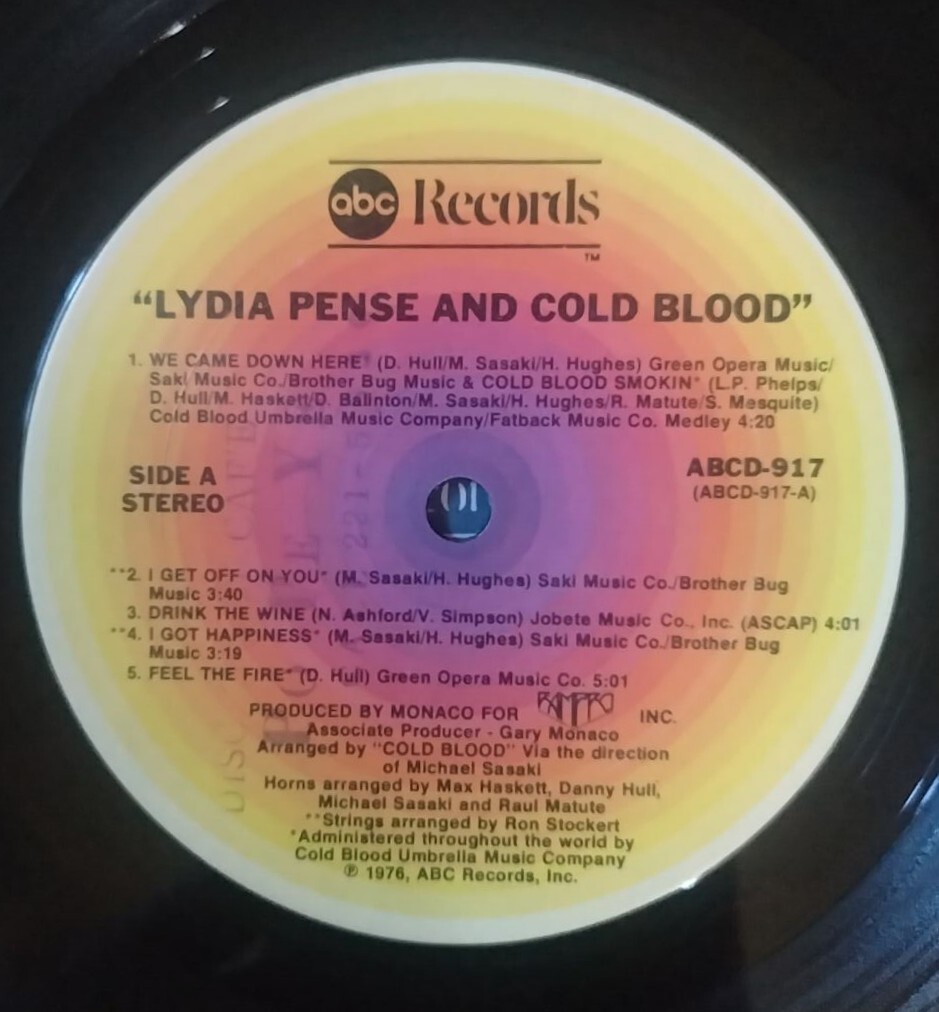 abc Records
TM
"LYDIA PENSE AND COLD BLOOD"
1. WE CAME DOWN HERE* (D. Hull/M. Sasaki/H. Hughes) Green Opera Music/
Saki Music Co./Brother Bug Music & COLD BLOOD SMOKIN* (L.P. Phelps/
D. Hull/M. Haskett/D. Balinton/M. Sasaki/H. Hughes/R. Matute/S. Mesquite)
Cold Blood Umbrella Music Company/Fatback Music Co. Medley 4:20
SIDE A
STEREO
ABCD-917
(ABCD-917-A)
**2. I GET OFF ON YOU* (M. Sasaki/H. Hughes) Saki Music Co./Brother Bug
Music 3:40
3. DRINK THE WINE (N. Ashford/V. Simpson) Jobete Music Co., Inc. (ASCAP) 4:01
**4. I GOT HAPPINESS* (M. Sasaki/H. Hughes) Saki Music Co./Brother Bug
Music 3:19
5. FEEL THE FIRE* (D. Hull) Green Opera Music Co. 5:01
PRODUCED BY MONACO FOR INC.
Associate Producer - Gary Monaco
Arranged by "COLD BLOOD" Via the direction
of Michael Sasaki
Horns arranged by Max Haskett, Danny Hull,
Michael Sasaki and Raul Matute
**Strings arranged by Ron Stockert
*Administered throughout the world by
Cold Blood Umbrella Music Company
℗ 1976, ABC Records, Inc.